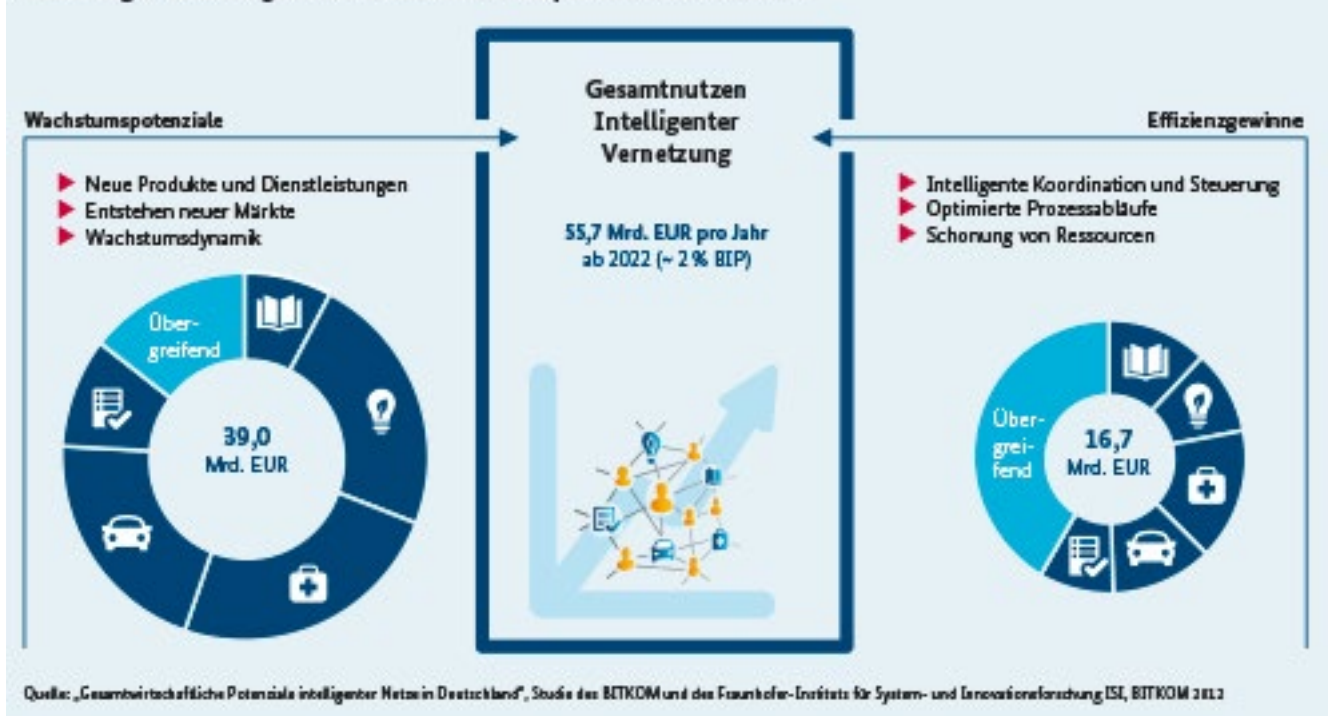 Wachstumspotenziale
Neue Produkte und Dienstleistungen
Entstehen neuer Märkte
Wachstumsdynamik
Über-
greifend
39,0
Mrd. EUR
Gesamtnutzen
Intelligenter
Vernetzung
55,7 Mrd. EUR pro Jahr
ab 2022 (~ 2 % BIP)
Effizienzgewinne
Intelligente Koordination und Steuerung
Optimierte Prozessabläufe
Schonung von Ressourcen
Über-
grei-
fend
16,7
Mrd. EUR
Quelle: „Gesamtwirtschaftliche Potenziale intelligenter Netze in Deutschland", Studie des BITKOM und des Fraunhofer-Instituts für System- und Innovationsforschung ISI, BITKOM 2012